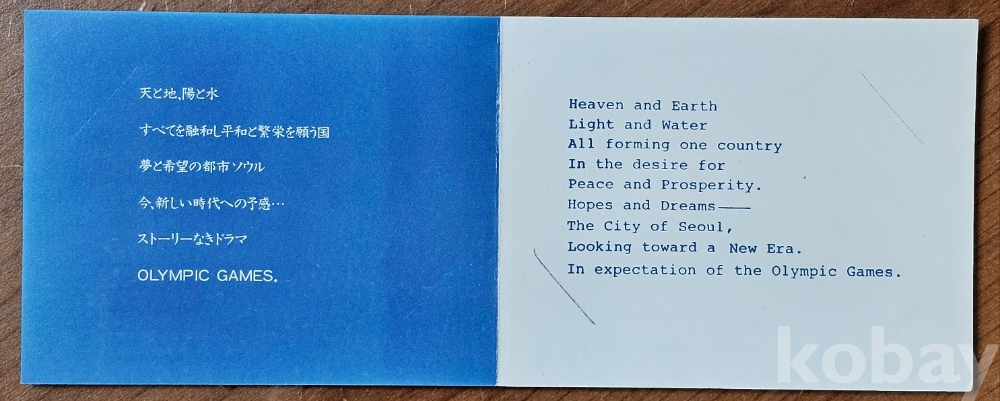 天と地、陽と水
すべてを融和し平和と繁栄を願う国
夢と希望の都市ソウル
今、新しい時代への予感…
ストーリーなきドラマ
OLYMPIC GAMES.
Heaven and Earth
Light and Water
All forming one country
In the desire for
Peace and Prosperity.
Hopes and Dreams——
The City of Seoul,
Looking toward a New Era.
In expectation of the Olympic Games.
kobay